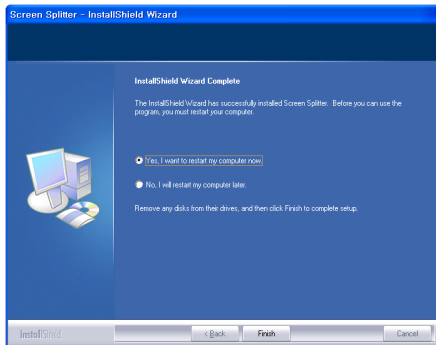 Screen Splitter - InstallShield Wizard
InstallShield Wizard Complete
The InstallShield Wizard has successfully installed Screen Splitter. Before you can use the
program, you must restart your computer.
Yes, I want to restart my computer now.
No, I will restart my computer later.
Remove any disks from their drives, and then click Finish to complete setup.
InstallShield
< Back Finish Cancel